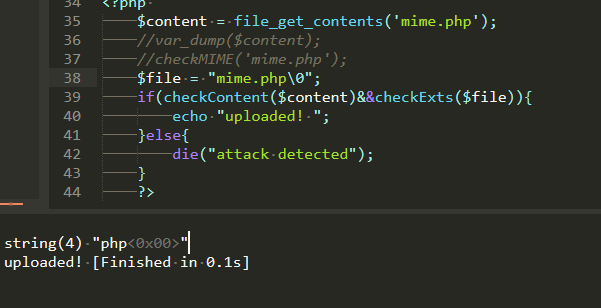 34 <?php
35 $content = file_get_contents('mime.php');
36 //var_dump($content);
37 //checkMIME('mime.php');
38 $file = "mime.php\0";
39 if(checkContent($content)&&checkExts($file)){
40 echo "uploaded! ";
41 }else{
42 die("attack detected");
43 }
44 ?>
string(4) "php<0x00>"
uploaded! [Finished in 0.1s]